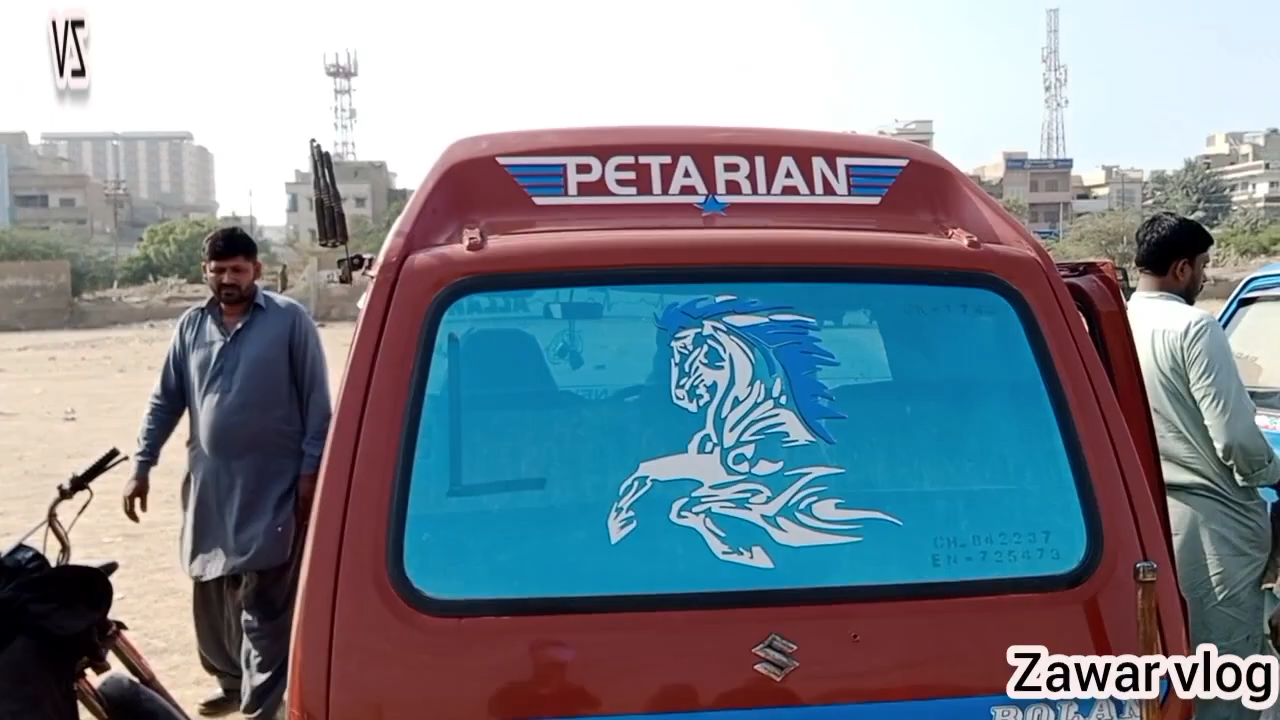 VS
PETARIAN
CH-842237
EN-725473
BOLAN
Zawar vlog